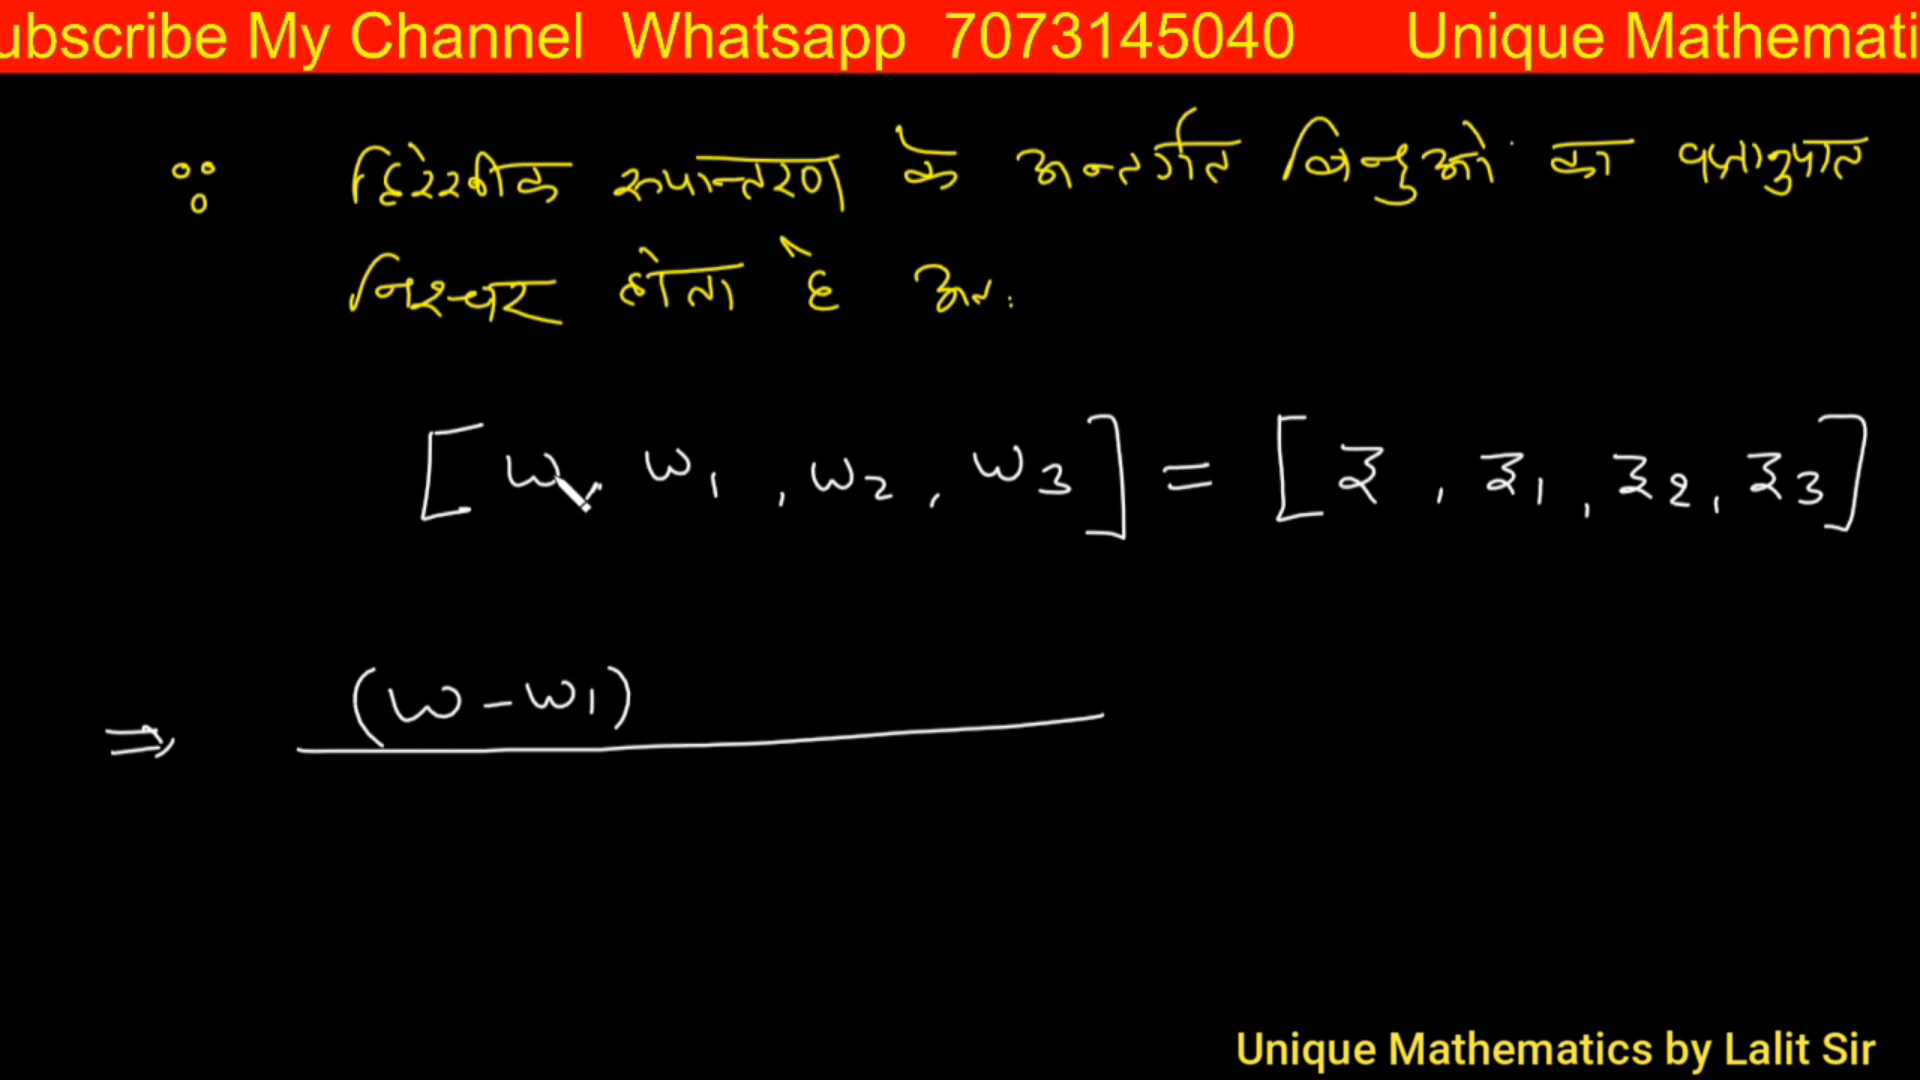 ubscribe My Channel Whatsapp 7073145040 Unique Mathemati
∵ द्विरेखीक रूपान्तरण के अन्तर्गत बिन्दुओं का वज्रानुपात
निश्चर होता है अतः
[w, w₁, w₂, w₃] = [z, z₁, z₂, z₃]
⇒ (w-w₁)
Unique Mathematics by Lalit Sir